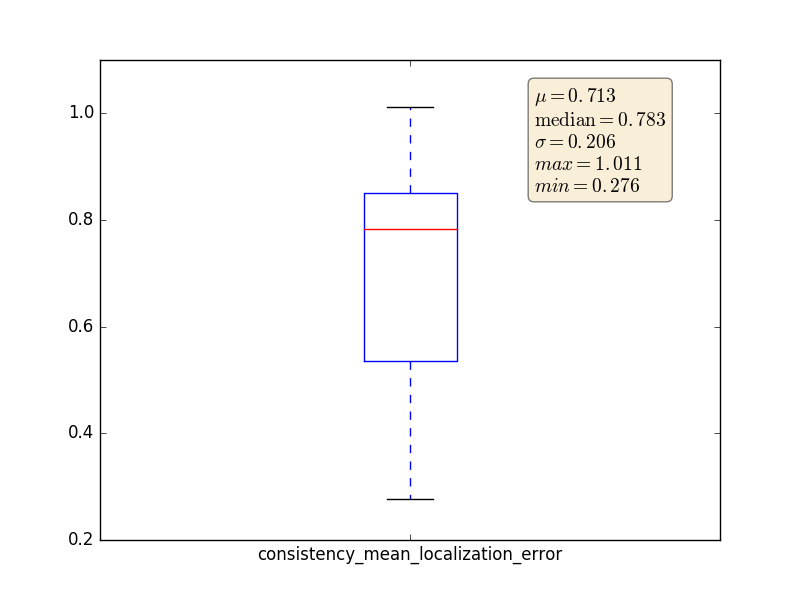 μ = 0.713
median = 0.783
σ = 0.206
max = 1.011
min = 0.276
1.0
0.8
0.6
0.4
0.2
consistency_mean_localization_error